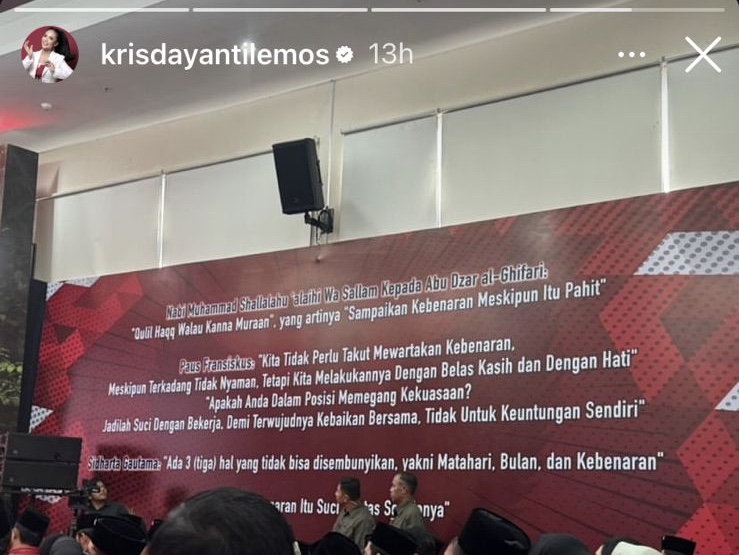 krisdayantilemos 13h
Nabi Muhammad Shallalahu 'alaihi Wa Sallam Kepada Abu Dzar al-Ghifari:
"Qulil Haqq Walau Kanna Muraan", yang artinya "Sampaikan Kebenaran Meskipun Itu Pahit"
Paus Fransiskus: "Kita Tidak Perlu Takut Mewartakan Kebenaran,
Meskipun Terkadang Tidak Nyaman, Tetapi Kita Melakukannya Dengan Belas Kasih dan Dengan Hati"
"Apakah Anda Dalam Posisi Memegang Kekuasaan?
Jadilah Suci Dengan Bekerja, Demi Terwujudnya Kebaikan Bersama, Tidak Untuk Keuntungan Sendiri"
Sidharta Gautama: "Ada 3 (tiga) hal yang tidak bisa disembunyikan, yakni Matahari, Bulan, dan Kebenaran"
Itu Suci